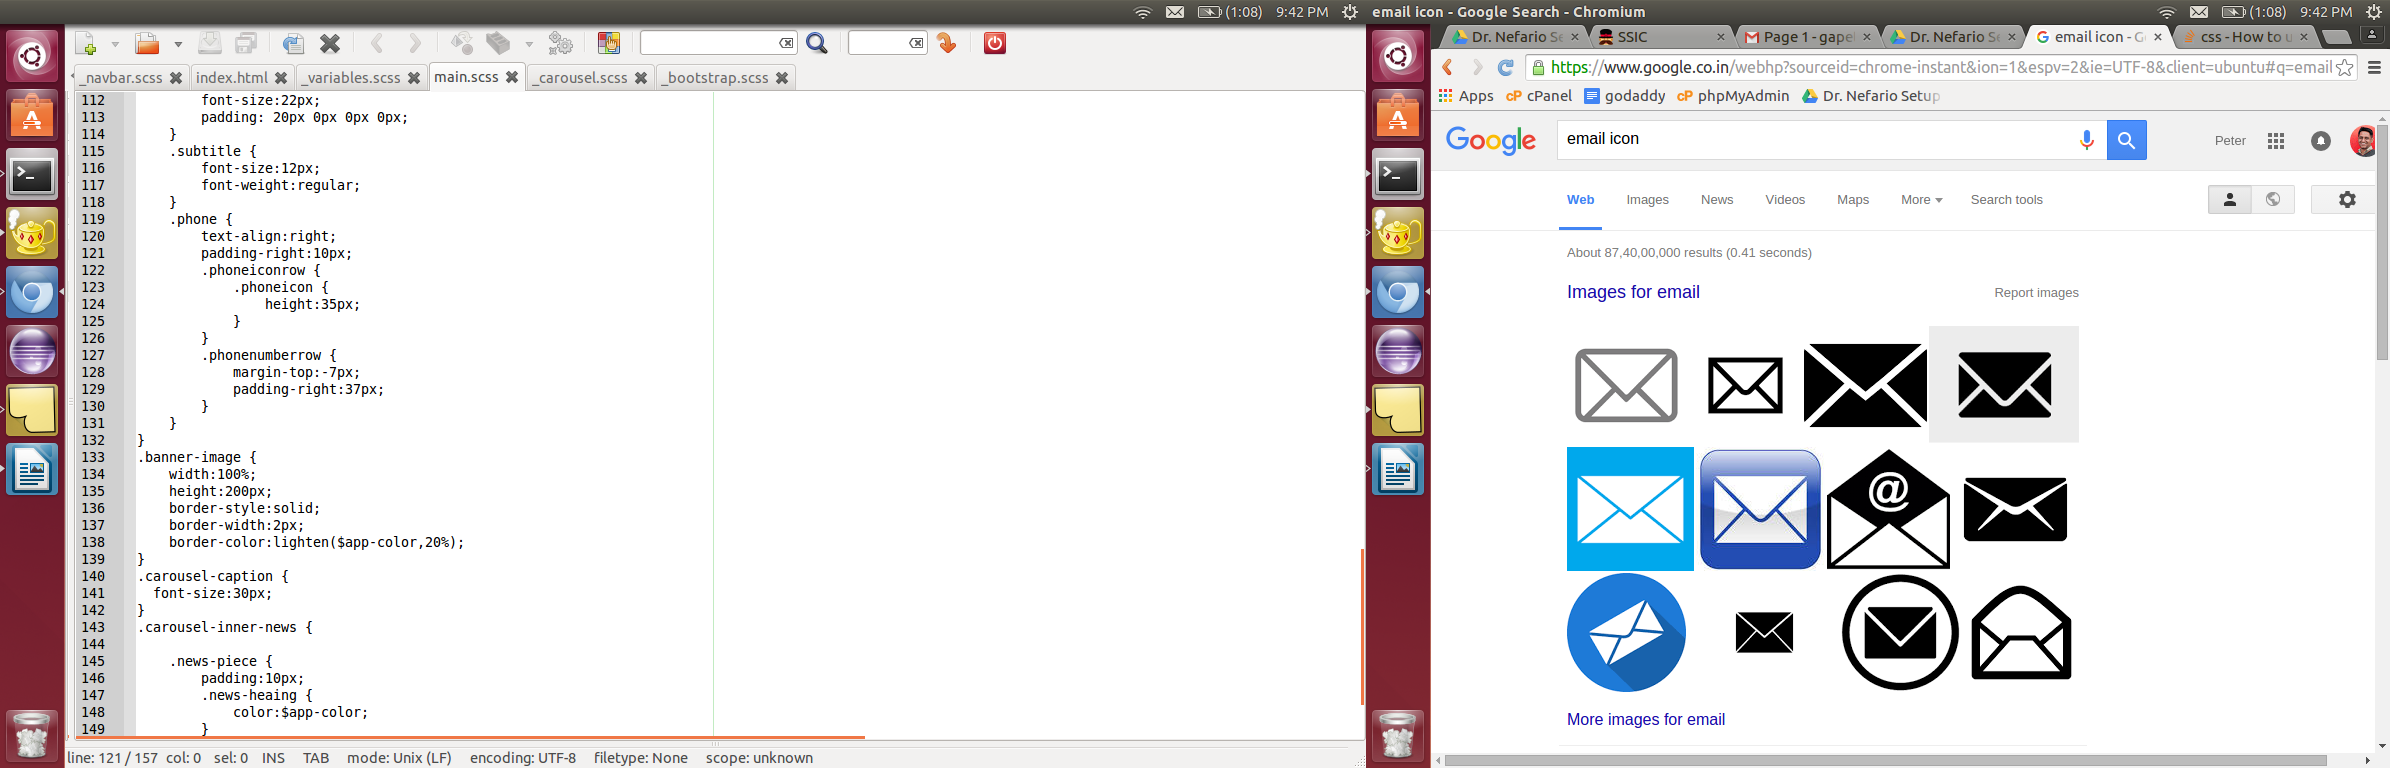 (1:08) 9:42 PM
email icon - Google Search - Chromium
(1:08) 9:42 PM
_navbar.scss index.html _variables.scss main.scss _carousel.scss _bootstrap.scss
112 font-size:22px;
113 padding: 20px 0px 0px 0px;
114 }
115 .subtitle {
116 font-size:12px;
117 font-weight:regular;
118 }
119 .phone {
120 text-align:right;
121 padding-right:10px;
122 .phoneiconrow {
123 .phoneicon {
124 height:35px;
125 }
126 }
127 .phonenumberrow {
128 margin-top:-7px;
129 padding-right:37px;
130 }
131 }
132 }
133 .banner-image {
134 width:100%;
135 height:200px;
136 border-style:solid;
137 border-width:2px;
138 border-color:lighten($app-color,20%);
139 }
140 .carousel-caption {
141 font-size:30px;
142 }
143 .carousel-inner-news {
144
145 .news-piece {
146 padding:10px;
147 .news-heaing {
148 color:$app-color;
149 }
line: 121 / 157 col: 0 sel: 0 INS TAB mode: Unix (LF) encoding: UTF-8 filetype: None scope: unknown
Dr. Nefario Se SSIC Page 1 - gape Dr. Nefario Se email icon - G css - How to u
https://www.google.co.in/webhp?sourceid=chrome-instant&ion=1&espv=2&ie=UTF-8&client=ubuntu#q=email
Apps cPanel godaddy phpMyAdmin Dr. Nefario Setup
Google email icon Peter
Web Images News Videos Maps More Search tools
About 87,40,00,000 results (0.41 seconds)
Images for email Report images
@
More images for email